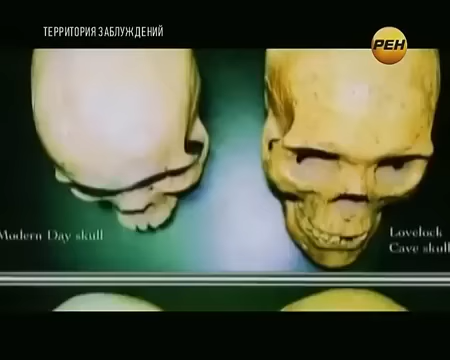 ТЕРРИТОРИЯ ЗАБЛУЖДЕНИЙ
РЕН
Modern Day skull
Lovelock
Cave skull